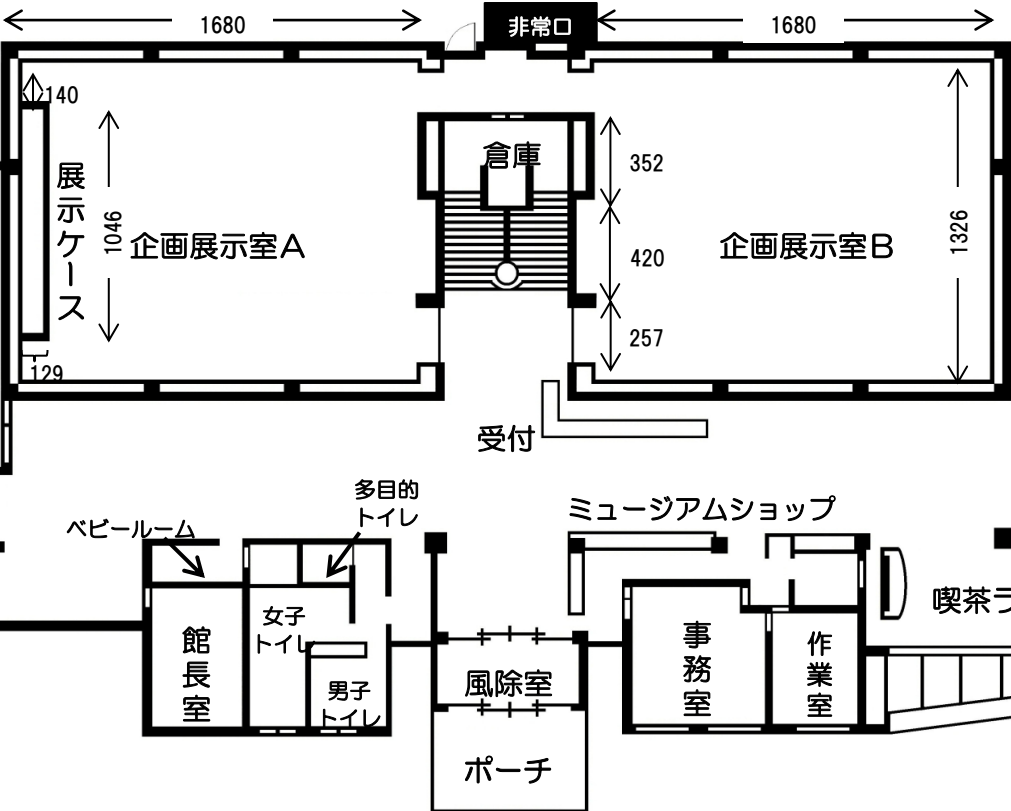 1680
非常口
1680
140
展示ケース
1046
129
企画展示室A
倉庫
352
420
257
企画展示室B
1326
受付
多目的
トイレ
ベビールーム
ミュージアムショップ
喫茶ラ
女子
トイレ
館長室
男子
トイレ
風除室
事務室
作業室
ポーチ